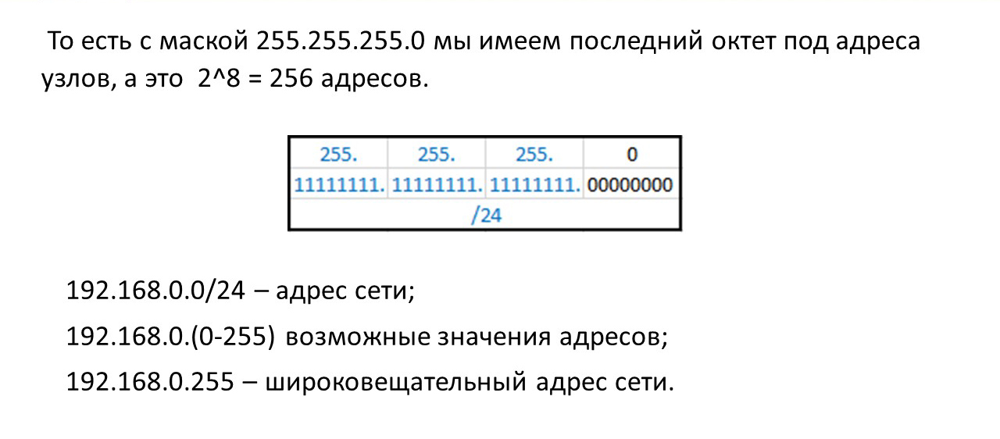 То есть с маской 255.255.255.0 мы имеем последний октет под адреса
узлов, а это 2^8 = 256 адресов.
255. 255. 255. 0
11111111. 11111111. 11111111. 00000000
/24
192.168.0.0/24 – адрес сети;
192.168.0.(0-255) возможные значения адресов;
192.168.0.255 – широковещательный адрес сети.